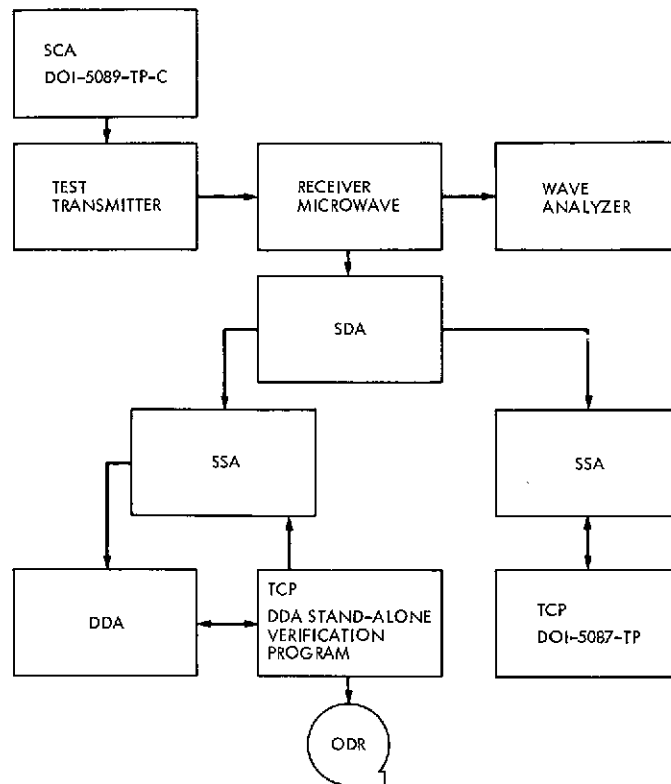 SCA
DOI-5089-TP-C
TEST
TRANSMITTER
RECEIVER
MICROWAVE
WAVE
ANALYZER
SDA
SSA
SSA
DDA
TCP
DDA STAND-ALONE
VERIFICATION
PROGRAM
TCP
DOI-5087-TP
ODR